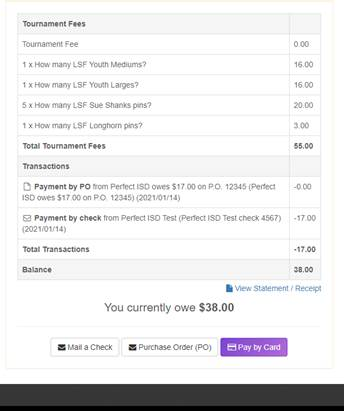 Tournament Fees
Tournament Fee 0.00
1 x How many LSF Youth Mediums? 16.00
1 x How many LSF Youth Larges? 16.00
5 x How many LSF Sue Shanks pins? 20.00
1 x How many LSF Longhorn pins? 3.00
Total Tournament Fees 55.00
Transactions
Payment by PO from Perfect ISD owes $17.00 on P.O. 12345 (Perfect -0.00
ISD owes $17.00 on P.O. 12345) (2021/01/14)
Payment by check from Perfect ISD Test (Perfect ISD Test check 4567) -17.00
(2021/01/14)
Total Transactions -17.00
Balance 38.00
View Statement / Receipt
You currently owe $38.00
Mail a Check Purchase Order (PO) Pay by Card